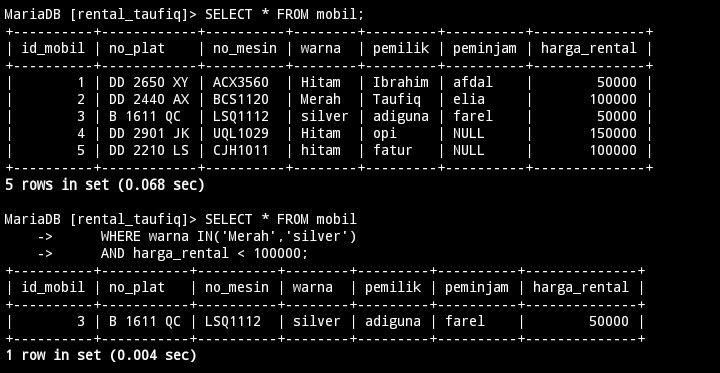 MariaDB [rental_taufiq]> SELECT * FROM mobil;
+----------+------------+----------+--------+---------+----------+--------------+
| id_mobil | no_plat    | no_mesin | warna  | pemilik | peminjam | harga_rental |
+----------+------------+----------+--------+---------+----------+--------------+
|        1 | DD 2650 XY | ACX3560  | Hitam  | Ibrahim | afdal    |        50000 |
|        2 | DD 2440 AX | BCS1120  | Merah  | Taufiq  | elia     |       100000 |
|        3 | B 1611 QC  | LSQ1112  | silver | adiguna | farel    |        50000 |
|        4 | DD 2901 JK | UQL1029  | Hitam  | opi     | NULL     |       150000 |
|        5 | DD 2210 LS | CJH1011  | hitam  | fatur   | NULL     |       100000 |
+----------+------------+----------+--------+---------+----------+--------------+
5 rows in set (0.068 sec)
MariaDB [rental_taufiq]> SELECT * FROM mobil
    ->      WHERE warna IN('Merah','silver')
    ->      AND harga_rental < 100000;
+----------+-----------+----------+--------+---------+----------+--------------+
| id_mobil | no_plat   | no_mesin | warna  | pemilik | peminjam | harga_rental |
+----------+-----------+----------+--------+---------+----------+--------------+
|        3 | B 1611 QC | LSQ1112  | silver | adiguna | farel    |        50000 |
+----------+-----------+----------+--------+---------+----------+--------------+
1 row in set (0.004 sec)